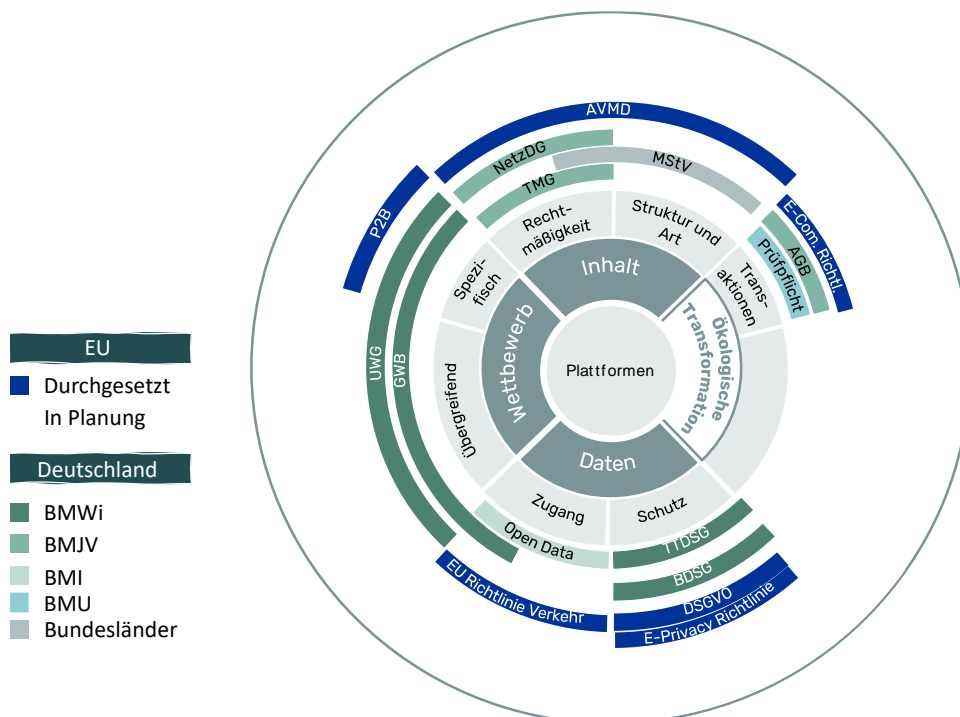 EU
Durchgesetzt
In Planung
Deutschland
BMWi
BMJV
BMI
BMU
Bundesländer
AVMD
NetzDG
MStV
TMG
P2B
E-Com. Richtl.
AGB
Prüfpflicht
Recht-
mäßigkeit
Struktur und
Art
Spezi-
fisch
Trans-
aktionen
Inhalt
Wettbewerb
Ökologische
Transformation
Plattformen
UWG
GWB
Übergreifend
Daten
Zugang
Schutz
Open Data
TTDSG
BDSG
EU Richtlinie Verkehr
DSGVO
E-Privacy Richtlinie